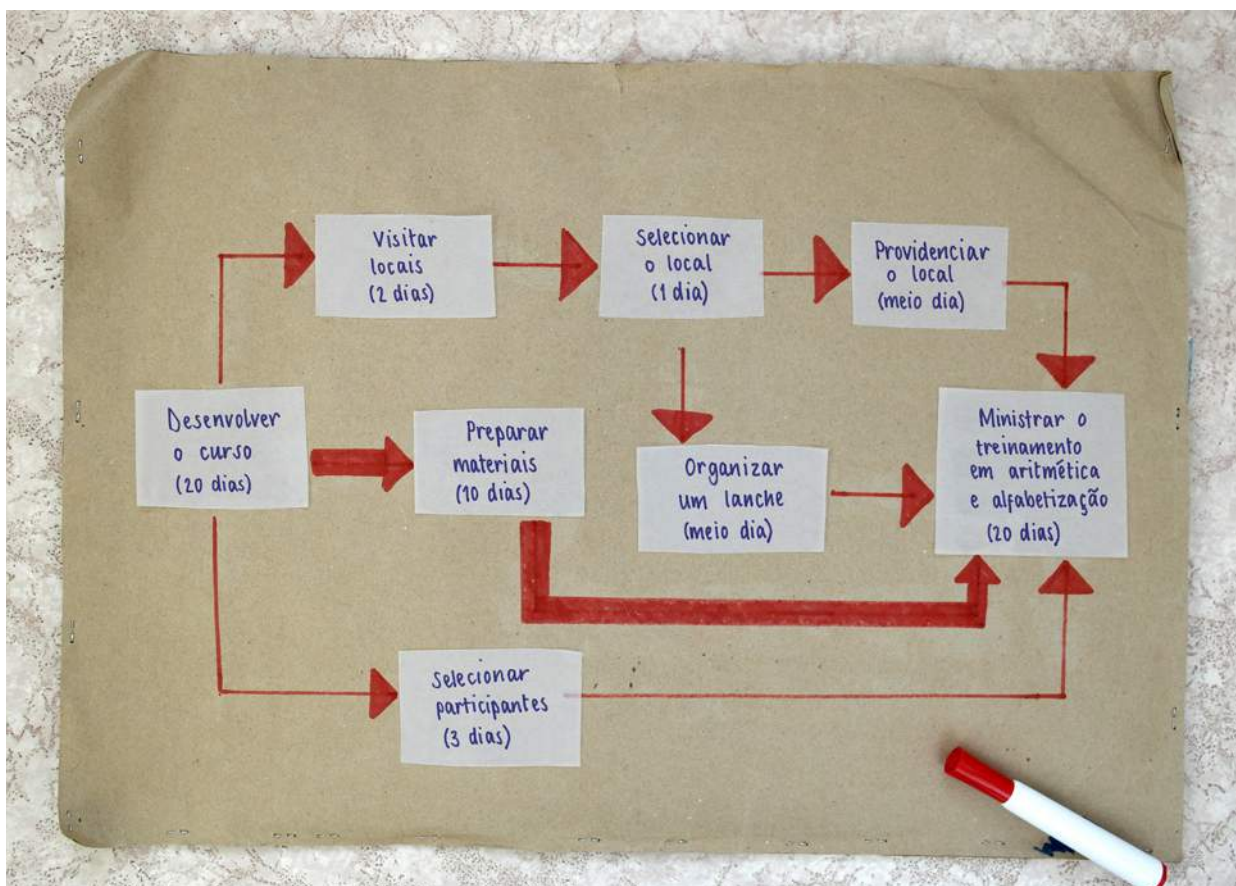 Visitar
locais
(2 dias)
Selecionar
o local
(1 dia)
Providenciar
o local
(meio dia)
Desenvolver
o curso
(20 dias)
Preparar
materiais
(10 dias)
Organizar
um lanche
(meio dia)
Ministrar o
treinamento
em aritmética
e alfabetização
(20 dias)
Selecionar
participantes
(3 dias)